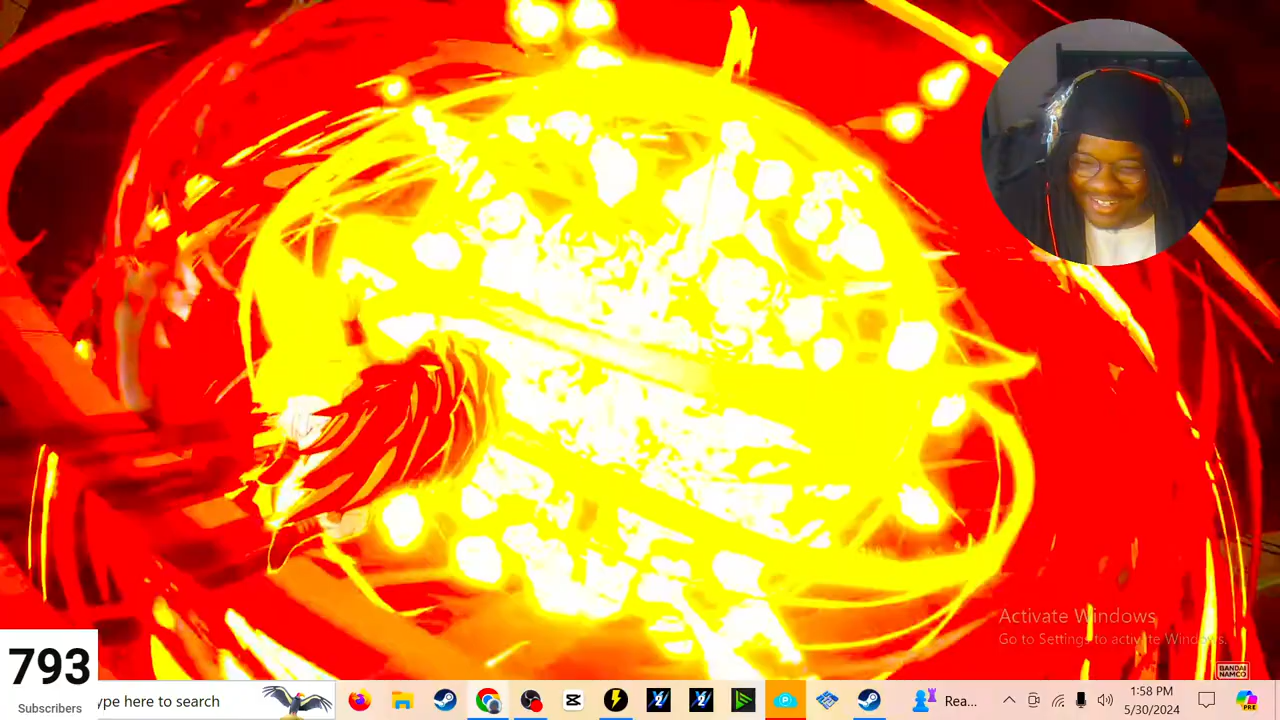 Activate Windows
Go to Settings to activate Windows.
BANDAI
NAMCO
793
Subscribers
ype here to search
Rea...
1:58 PM
5/30/2024
PRE